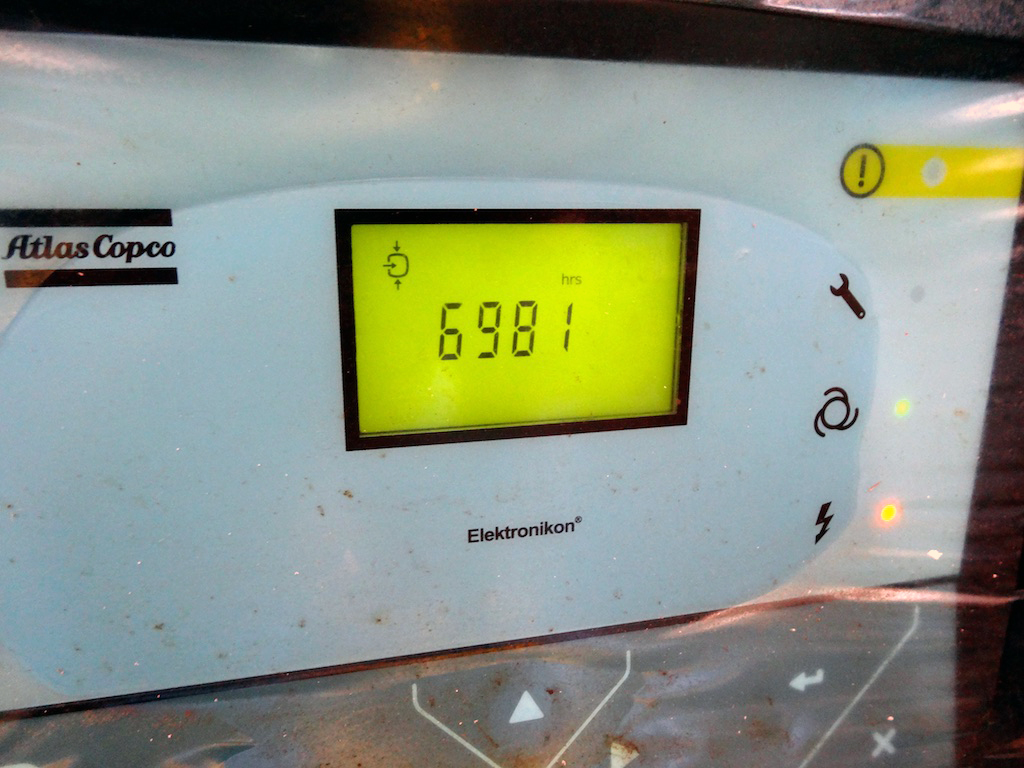 Atlas Copco
hrs
6981
Elektronikon®